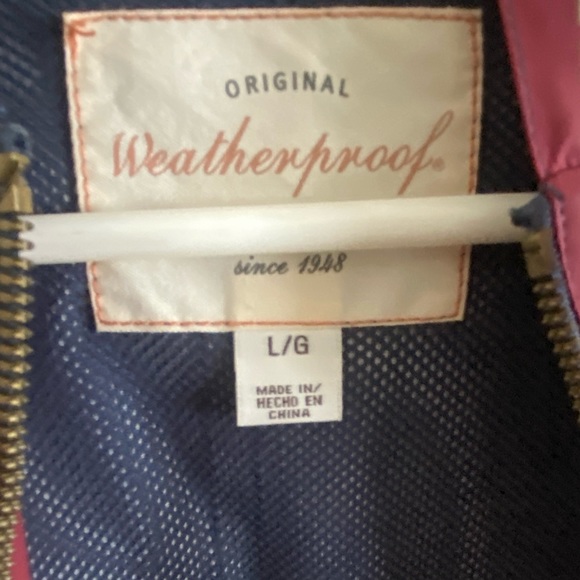 ORIGINAL
Weatherproof®
since 1948
L/G
MADE IN/
HECHO EN
CHINA